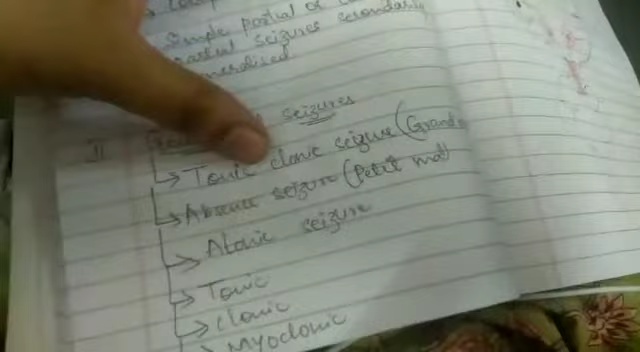 Simple partial or
partial seizures secondarily
II seizures
→ Tonic clonic seizure (Grand
→ Absence seizure (Petit mal)
→ Atonic seizure
→ Tonic
→ Clonic
→ Myoclonic